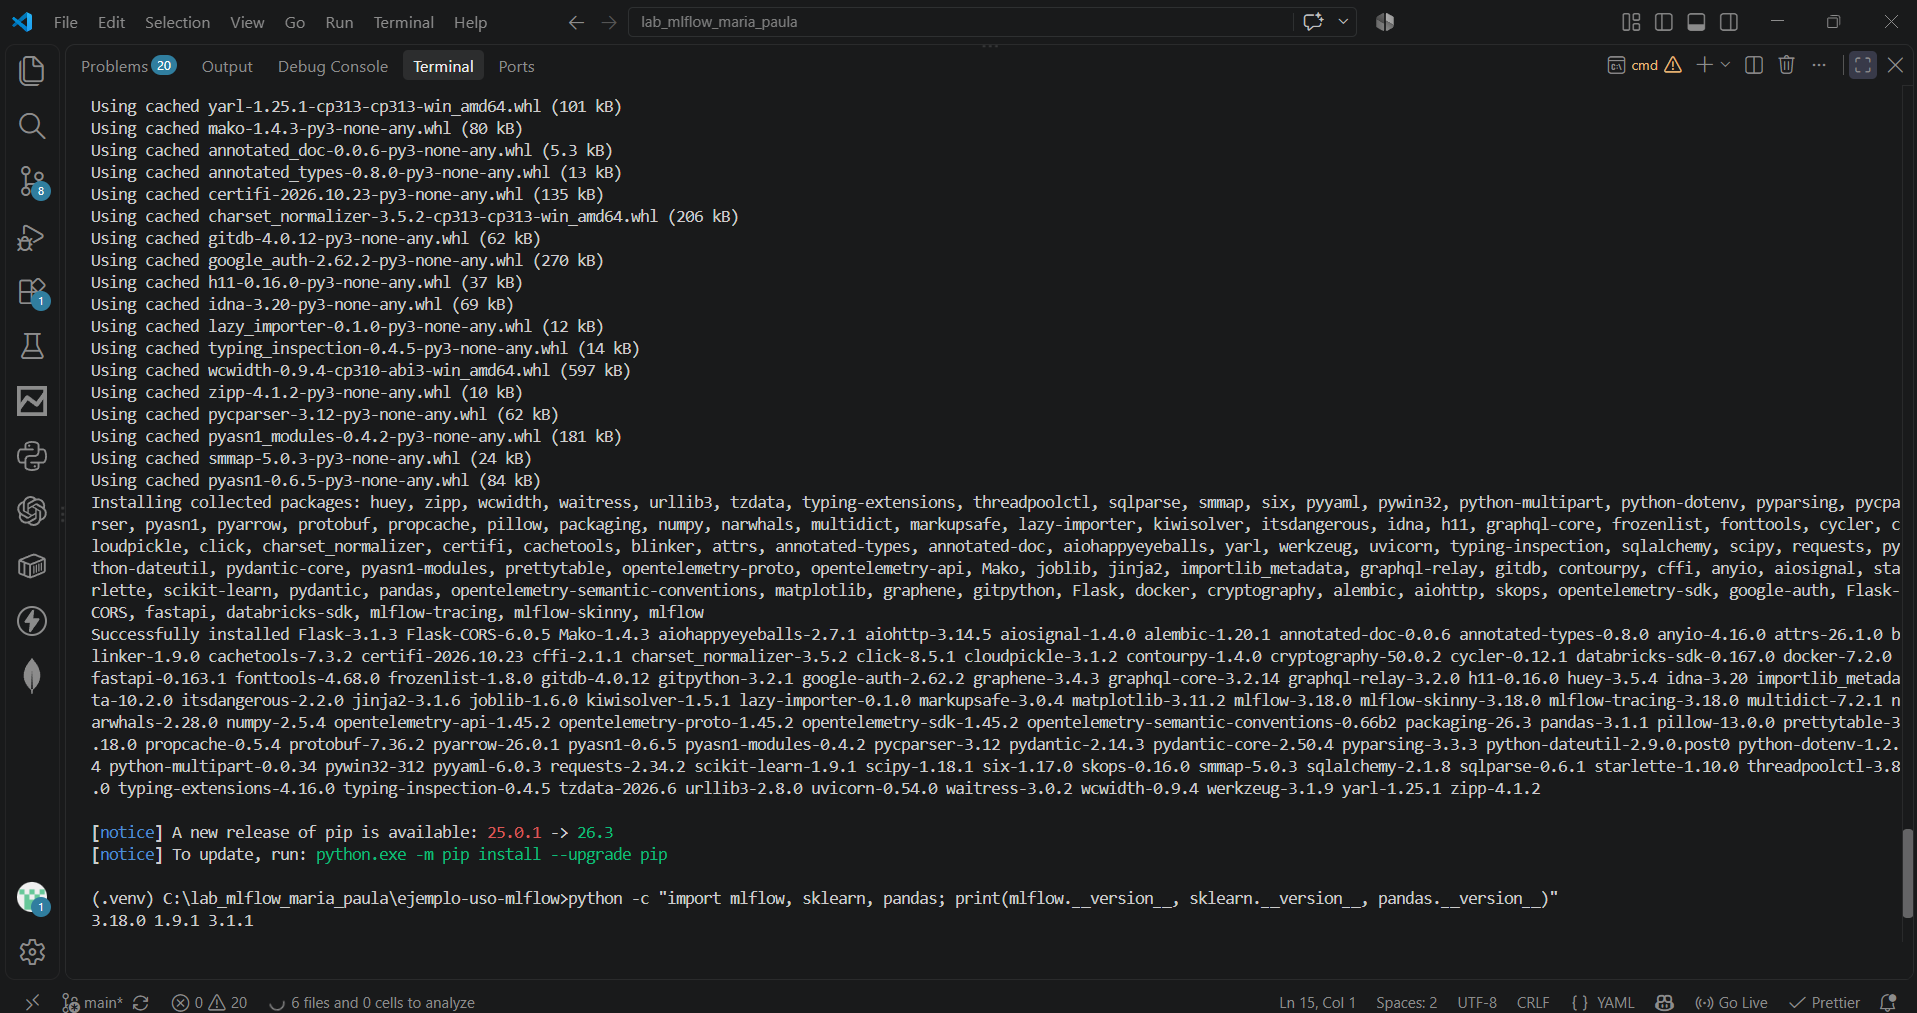 File Edit Selection View Go Run Terminal Help
lab_mlflow_maria_paula
Problems 20 Output Debug Console Terminal Ports
cmd
Using cached yarl-1.25.1-cp313-cp313-win_amd64.whl (101 kB)
Using cached mako-1.4.3-py3-none-any.whl (80 kB)
Using cached annotated_doc-0.0.6-py3-none-any.whl (5.3 kB)
Using cached annotated_types-0.8.0-py3-none-any.whl (13 kB)
Using cached certifi-2026.10.23-py3-none-any.whl (135 kB)
Using cached charset_normalizer-3.5.2-cp313-cp313-win_amd64.whl (206 kB)
Using cached gitdb-4.0.12-py3-none-any.whl (62 kB)
Using cached google_auth-2.62.2-py3-none-any.whl (270 kB)
Using cached h11-0.16.0-py3-none-any.whl (37 kB)
Using cached idna-3.20-py3-none-any.whl (69 kB)
Using cached lazy_importer-0.1.0-py3-none-any.whl (12 kB)
Using cached typing_inspection-0.4.5-py3-none-any.whl (14 kB)
Using cached wcwidth-0.9.4-cp310-abi3-win_amd64.whl (597 kB)
Using cached zipp-4.1.2-py3-none-any.whl (10 kB)
Using cached pycparser-3.12-py3-none-any.whl (62 kB)
Using cached pyasn1_modules-0.4.2-py3-none-any.whl (181 kB)
Using cached smmap-5.0.3-py3-none-any.whl (24 kB)
Using cached pyasn1-0.6.5-py3-none-any.whl (84 kB)
Installing collected packages: huey, zipp, wcwidth, waitress, urllib3, tzdata, typing-extensions, threadpoolctl, sqlparse, smmap, six, pyyaml, pywin32, python-multipart, python-dotenv, pyparsing, pycpa
rser, pyasn1, pyarrow, protobuf, propcache, pillow, packaging, numpy, narwhals, multidict, markupsafe, lazy-importer, kiwisolver, itsdangerous, idna, h11, graphql-core, frozenlist, fonttools, cycler, c
loudpickle, click, charset_normalizer, certifi, cachetools, blinker, attrs, annotated-types, annotated-doc, aiohappyeyeballs, yarl, werkzeug, uvicorn, typing-inspection, sqlalchemy, scipy, requests, py
thon-dateutil, pydantic-core, pyasn1-modules, prettytable, opentelemetry-proto, opentelemetry-api, Mako, joblib, jinja2, importlib_metadata, graphql-relay, gitdb, contourpy, cffi, anyio, aiosignal, sta
rlette, scikit-learn, pydantic, pandas, opentelemetry-semantic-conventions, matplotlib, graphene, gitpython, Flask, docker, cryptography, alembic, aiohttp, skops, opentelemetry-sdk, google-auth, Flask-
CORS, fastapi, databricks-sdk, mlflow-tracing, mlflow-skinny, mlflow
Successfully installed Flask-3.1.3 Flask-CORS-6.0.5 Mako-1.4.3 aiohappyeyeballs-2.7.1 aiohttp-3.14.5 aiosignal-1.4.0 alembic-1.20.1 annotated-doc-0.0.6 annotated-types-0.8.0 anyio-4.16.0 attrs-26.1.0 b
linker-1.9.0 cachetools-7.3.2 certifi-2026.10.23 cffi-2.1.1 charset_normalizer-3.5.2 click-8.5.1 cloudpickle-3.1.2 contourpy-1.4.0 cryptography-50.0.2 cycler-0.12.1 databricks-sdk-0.167.0 docker-7.2.0
fastapi-0.163.1 fonttools-4.68.0 frozenlist-1.8.0 gitdb-4.0.12 gitpython-3.2.1 google-auth-2.62.2 graphene-3.4.3 graphql-core-3.2.14 graphql-relay-3.2.0 h11-0.16.0 huey-3.5.4 idna-3.20 importlib_metada
ta-10.2.0 itsdangerous-2.2.0 jinja2-3.1.6 joblib-1.6.0 kiwisolver-1.5.1 lazy-importer-0.1.0 markupsafe-3.0.4 matplotlib-3.11.2 mlflow-3.18.0 mlflow-skinny-3.18.0 mlflow-tracing-3.18.0 multidict-7.2.1 n
arwhals-2.28.0 numpy-2.5.4 opentelemetry-api-1.45.2 opentelemetry-proto-1.45.2 opentelemetry-sdk-1.45.2 opentelemetry-semantic-conventions-0.66b2 packaging-26.3 pandas-3.1.1 pillow-13.0.0 prettytable-3
.18.0 propcache-0.5.4 protobuf-7.36.2 pyarrow-26.0.1 pyasn1-0.6.5 pyasn1-modules-0.4.2 pycparser-3.12 pydantic-2.14.3 pydantic-core-2.50.4 pyparsing-3.3.3 python-dateutil-2.9.0.post0 python-dotenv-1.2.
4 python-multipart-0.0.34 pywin32-312 pyyaml-6.0.3 requests-2.34.2 scikit-learn-1.9.1 scipy-1.18.1 six-1.17.0 skops-0.16.0 smmap-5.0.3 sqlalchemy-2.1.8 sqlparse-0.6.1 starlette-1.10.0 threadpoolctl-3.8
.0 typing-extensions-4.16.0 typing-inspection-0.4.5 tzdata-2026.6 urllib3-2.8.0 uvicorn-0.54.0 waitress-3.0.2 wcwidth-0.9.4 werkzeug-3.1.9 yarl-1.25.1 zipp-4.1.2
[notice] A new release of pip is available: 25.0.1 -> 26.3
[notice] To update, run: python.exe -m pip install --upgrade pip
(.venv) C:\lab_mlflow_maria_paula\ejemplo-uso-mlflow>python -c "import mlflow, sklearn, pandas; print(mlflow.__version__, sklearn.__version__, pandas.__version__)"
3.18.0 1.9.1 3.1.1
8
1
1
main* 0 20 6 files and 0 cells to analyze Ln 15, Col 1 Spaces: 2 UTF-8 CRLF { } YAML Go Live Prettier